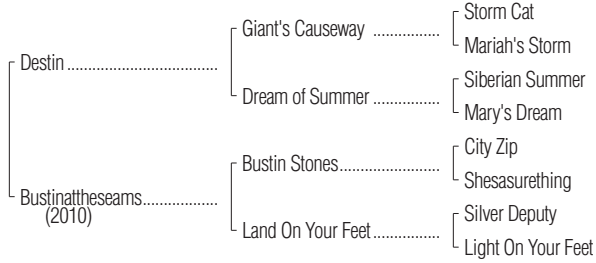 Storm Cat
Giant's Causeway ................
Mariah's Storm
Destin ....................................
Siberian Summer
Dream of Summer ................
Mary's Dream
City Zip
Bustin Stones........................
Shesasurething
Bustinattheseams..................
(2010)
Silver Deputy
Land On Your Feet................
Light On Your Feet